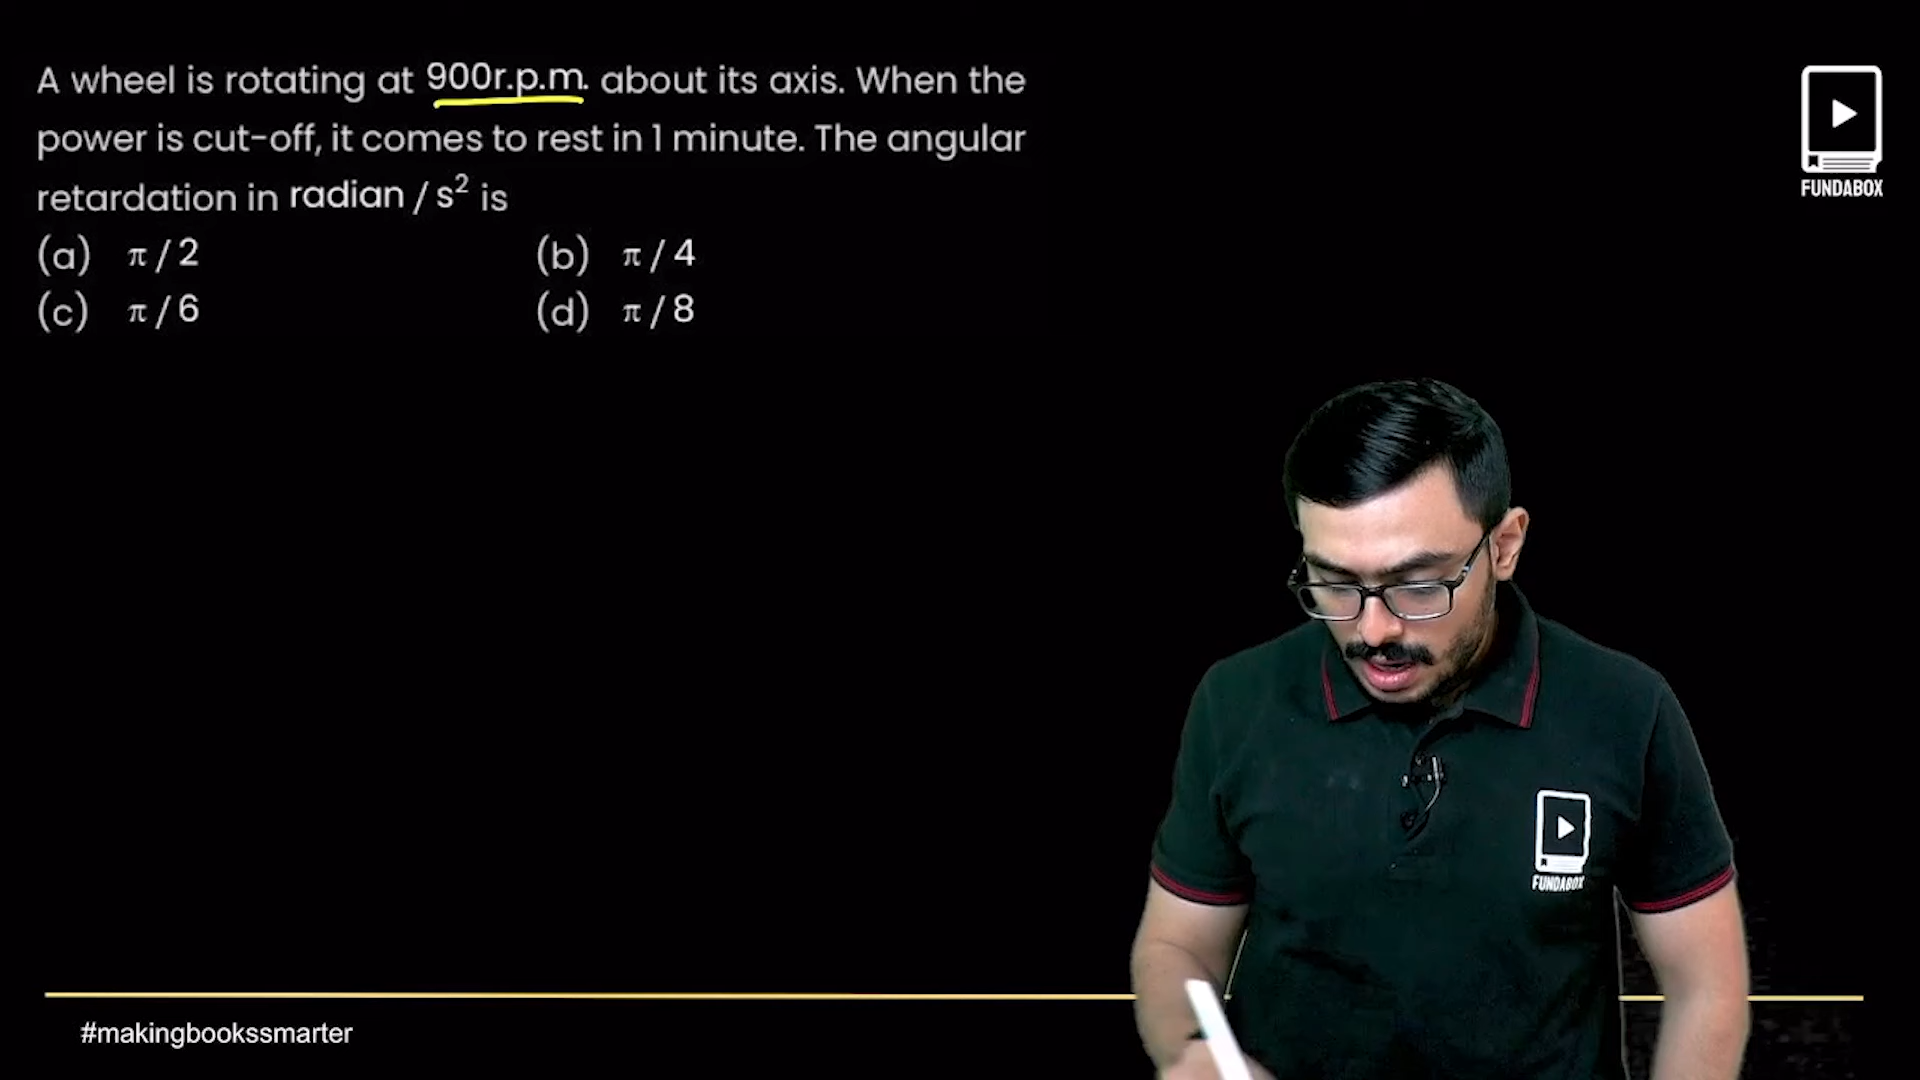 A wheel is rotating at 900r.p.m. about its axis. When the
power is cut-off, it comes to rest in 1 minute. The angular
retardation in radian / s² is
(a) π / 2 (b) π / 4
(c) π / 6 (d) π / 8
FUNDABOX
FUNDABOX
#makingbookssmarter